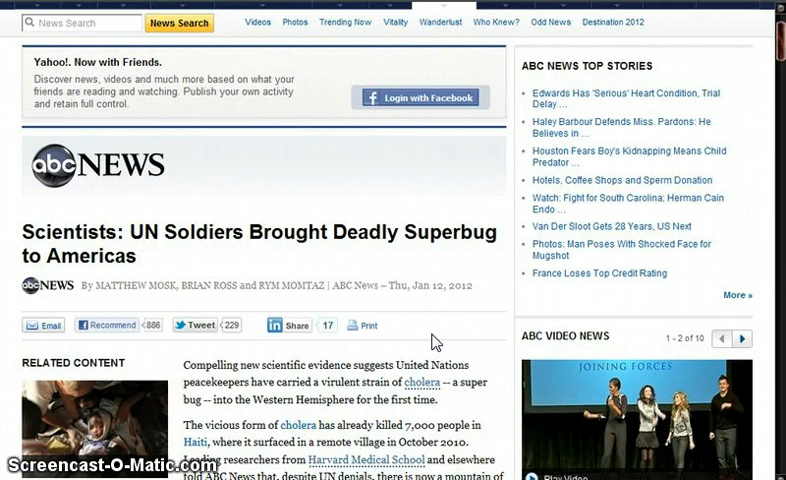 News Search
News Search
Videos
Photos
Trending Now
Vitality
Wanderlust
Who Knew?
Odd News
Destination 2012
Yahoo!. Now with Friends.
Discover news, videos and much more based on what your
friends are reading and watching. Publish your own activity
and retain full control.
f Login with Facebook
abc NEWS
Scientists: UN Soldiers Brought Deadly Superbug
to Americas
abc NEWS By MATTHEW MOSK, BRIAN ROSS and RYM MOMTAZ | ABC News – Thu, Jan 12, 2012
Email
Recommend 886
Tweet 229
in Share 17
Print
RELATED CONTENT
Compelling new scientific evidence suggests United Nations
peacekeepers have carried a virulent strain of cholera -- a super
bug -- into the Western Hemisphere for the first time.
The vicious form of cholera has already killed 7,000 people in
Haiti, where it surfaced in a remote village in October 2010.
Leading researchers from Harvard Medical School and elsewhere
told ABC News that, despite UN denials, there is now a mountain of
ABC NEWS TOP STORIES
Edwards Has 'Serious' Heart Condition, Trial
Delay ...
Haley Barbour Defends Miss. Pardons: He
Believes in ...
Houston Fears Boy's Kidnapping Means Child
Predator ...
Hotels, Coffee Shops and Sperm Donation
Watch: Fight for South Carolina; Herman Cain
Endo ...
Van Der Sloot Gets 28 Years, US Next
Photos: Man Poses With Shocked Face for
Mugshot
France Loses Top Credit Rating
More »
ABC VIDEO NEWS
1 - 2 of 10
JOINING FORCES
Play Video
Screencast-O-Matic.com